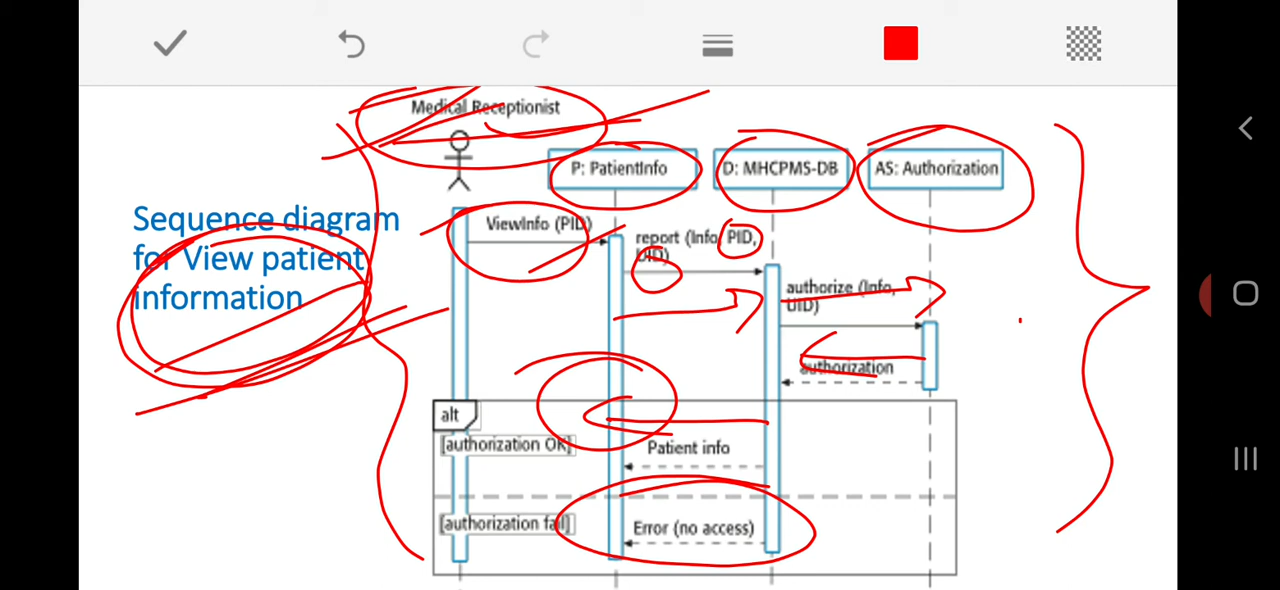 Medical Receptionist
P: PatientInfo
D: MHCPMS-DB
AS: Authorization
Sequence diagram
for View patient
information
ViewInfo (PID)
report (Info, PID,
UID)
authorize (Info,
UID)
authorization
alt
[authorization OK]
Patient info
[authorization fail]
Error (no access)